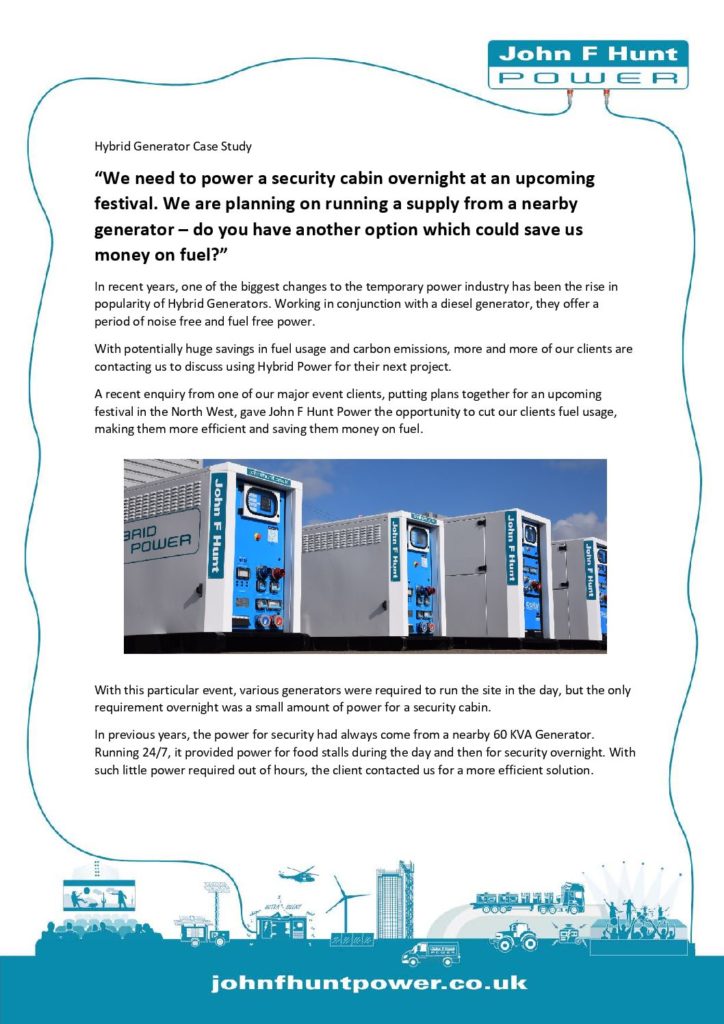 John F Hunt
POWER
Hybrid Generator Case Study
“We need to power a security cabin overnight at an upcoming
festival. We are planning on running a supply from a nearby
generator – do you have another option which could save us
money on fuel?”
In recent years, one of the biggest changes to the temporary power industry has been the rise in
popularity of Hybrid Generators. Working in conjunction with a diesel generator, they offer a
period of noise free and fuel free power.
With potentially huge savings in fuel usage and carbon emissions, more and more of our clients are
contacting us to discuss using Hybrid Power for their next project.
A recent enquiry from one of our major event clients, putting plans together for an upcoming
festival in the North West, gave John F Hunt Power the opportunity to cut our clients fuel usage,
making them more efficient and saving them money on fuel.
BRID
POWER
John F Hunt
John F Hunt
John F Hunt
John F Hunt
With this particular event, various generators were required to run the site in the day, but the only
requirement overnight was a small amount of power for a security cabin.
In previous years, the power for security had always come from a nearby 60 KVA Generator.
Running 24/7, it provided power for food stalls during the day and then for security overnight. With
such little power required out of hours, the client contacted us for a more efficient solution.
John F Hunt
johnfhuntpower.co.uk